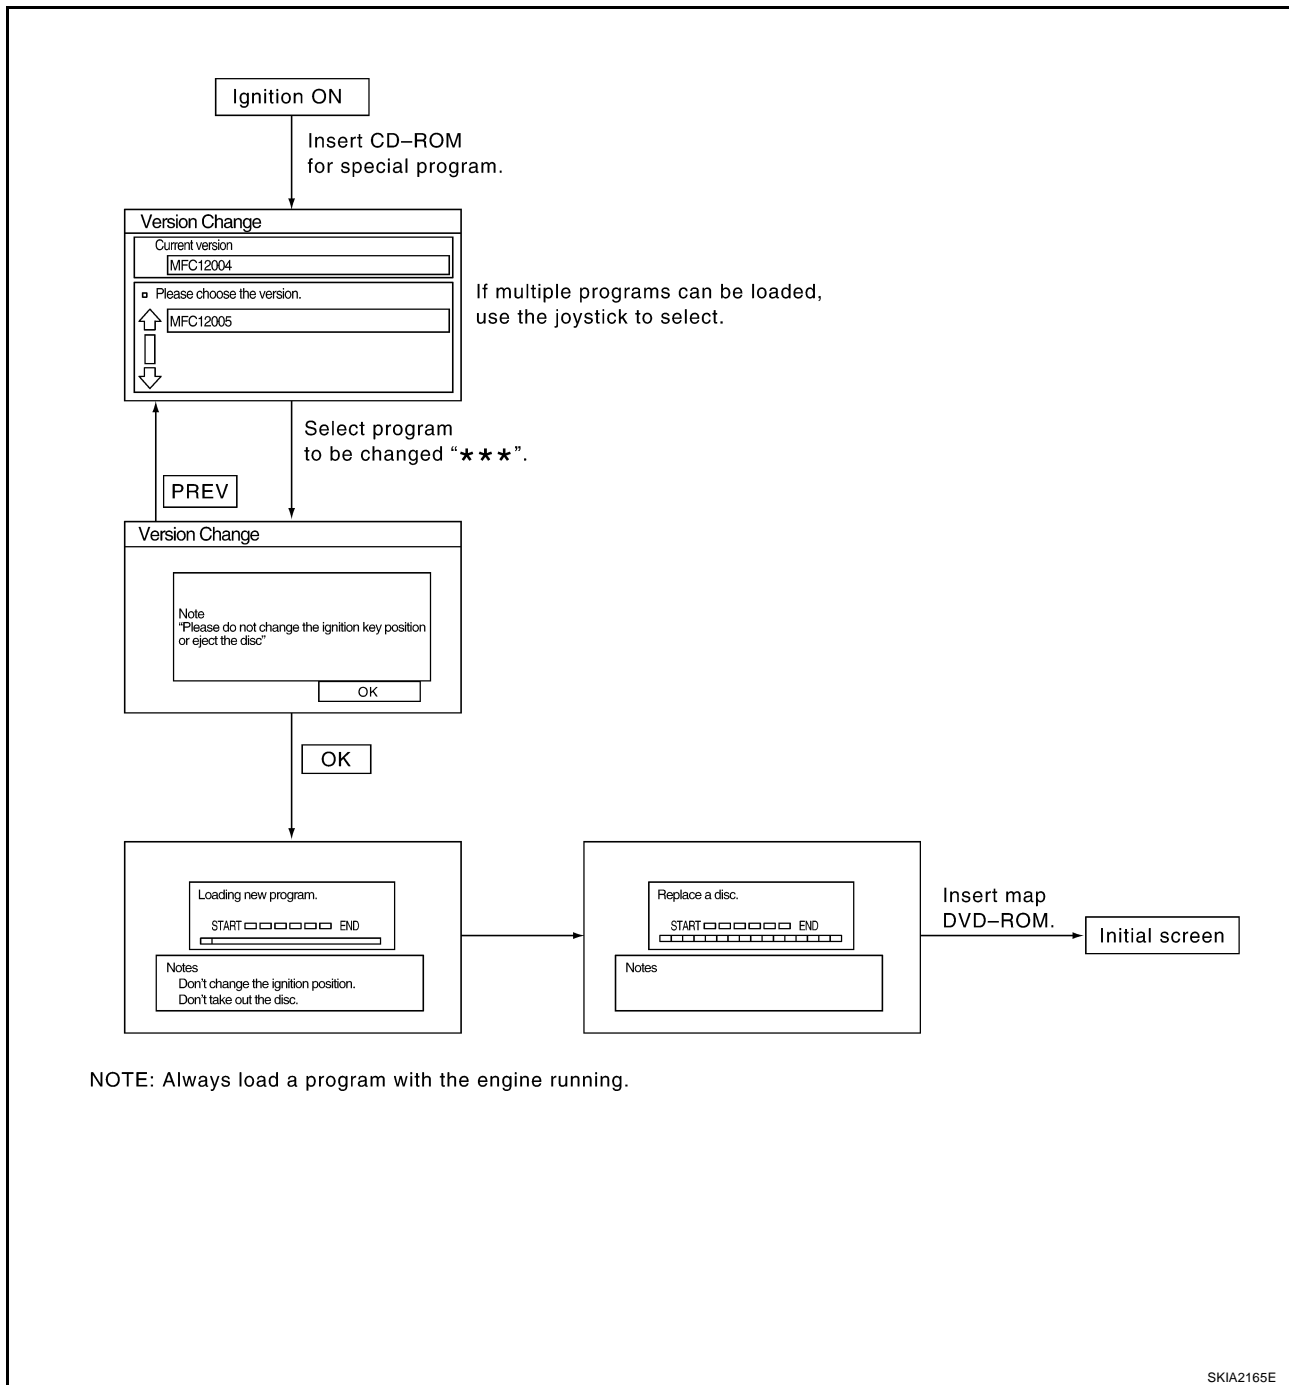 Ignition ON
Insert CD–ROM
for special program.
Version Change
Current version
MFC12004
Please choose the version.
MFC12005
If multiple programs can be loaded,
use the joystick to select.
Select program
to be changed “★★★”.
PREV
Version Change
Note
“Please do not change the ignition key position
or eject the disc”
OK
OK
Loading new program.
START END
Notes
Don’t change the ignition position.
Don’t take out the disc.
Replace a disc.
START END
Notes
Insert map
DVD–ROM.
Initial screen
NOTE: Always load a program with the engine running.
SKIA2165E